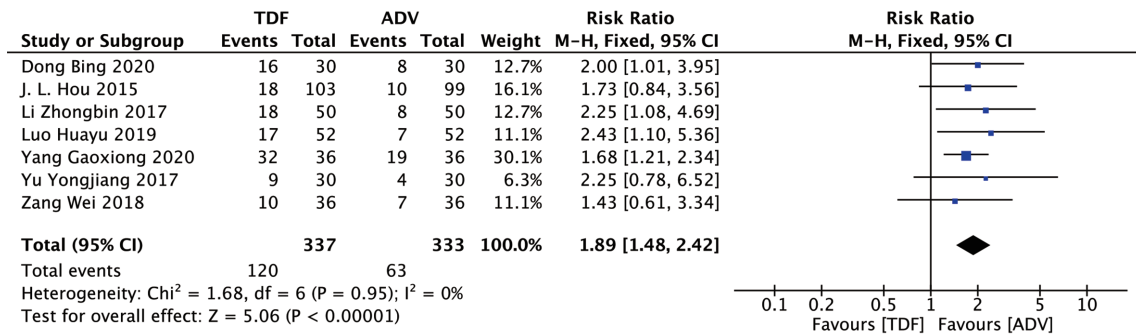 TDF ADV Risk Ratio Risk Ratio
Study or Subgroup Events Total Events Total Weight M-H, Fixed, 95% CI M-H, Fixed, 95% CI
Dong Bing 2020 16 30 8 30 12.7% 2.00 [1.01, 3.95]
J. L. Hou 2015 18 103 10 99 16.1% 1.73 [0.84, 3.56]
Li Zhongbin 2017 18 50 8 50 12.7% 2.25 [1.08, 4.69]
Luo Huayu 2019 17 52 7 52 11.1% 2.43 [1.10, 5.36]
Yang Gaoxiong 2020 32 36 19 36 30.1% 1.68 [1.21, 2.34]
Yu Yongjiang 2017 9 30 4 30 6.3% 2.25 [0.78, 6.52]
Zang Wei 2018 10 36 7 36 11.1% 1.43 [0.61, 3.34]
Total (95% CI) 337 333 100.0% 1.89 [1.48, 2.42]
Total events 120 63
Heterogeneity: Chi² = 1.68, df = 6 (P = 0.95); I² = 0%
Test for overall effect: Z = 5.06 (P < 0.00001)
0.1 0.2 0.5 1 2 5 10
Favours [TDF] Favours [ADV]